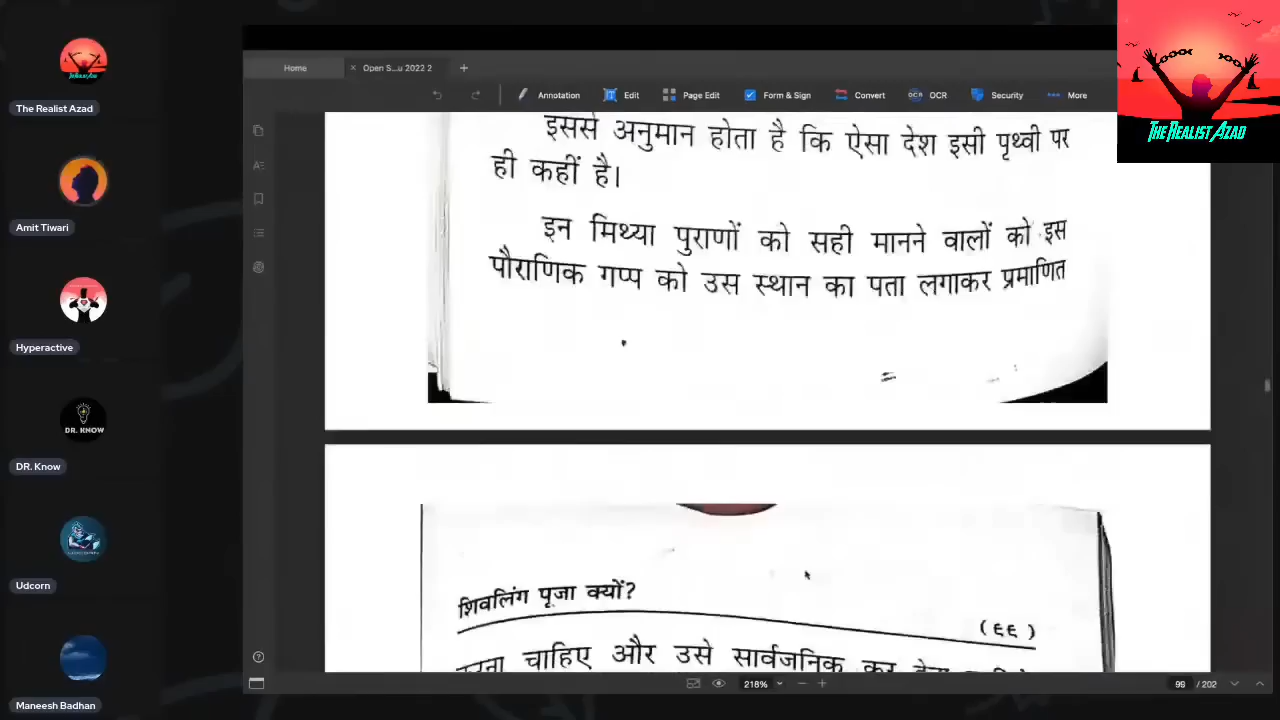 The Realist Azad
Amit Tiwari
Hyperactive
DR. KNOW
DR. Know
Udcorn
Maneesh Badhan
Home
Open S...u 2022 2
Annotation
Edit
Page Edit
Form & Sign
Convert
OCR
Security
More
THE REALIST AZAD
इससे अनुमान होता है कि ऐसा देश इसी पृथ्वी पर
ही कहीं है।
इन मिथ्या पुराणों को सही मानने वालों को इस
पौराणिक गप्प को उस स्थान का पता लगाकर प्रमाणित
शिवलिंग पूजा क्यों?
(६६)
चाहिए और उसे सार्वजनिक कर
218%
99 / 202